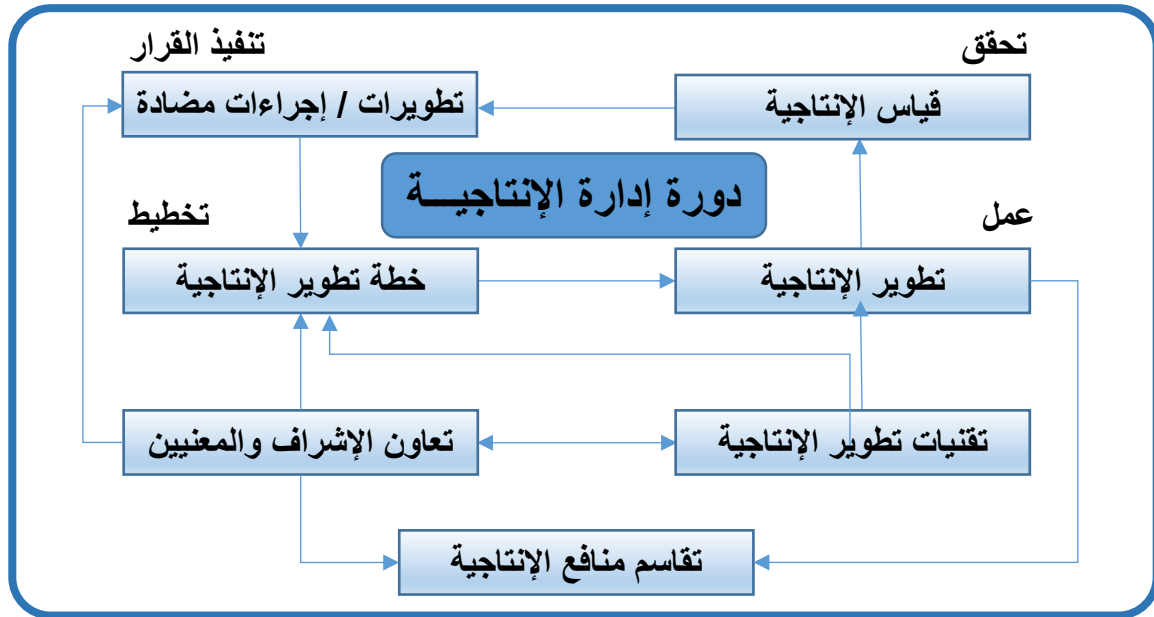 تحقق
تنفيذ القرار
قياس الإنتاجية
تطويرات / إجراءات مضادة
دورة إدارة الإنتاجيـــة
عمل
تخطيط
تطوير الإنتاجية
خطة تطوير الإنتاجية
تقنيات تطوير الإنتاجية
تعاون الإشراف والمعنيين
تقاسم منافع الإنتاجية